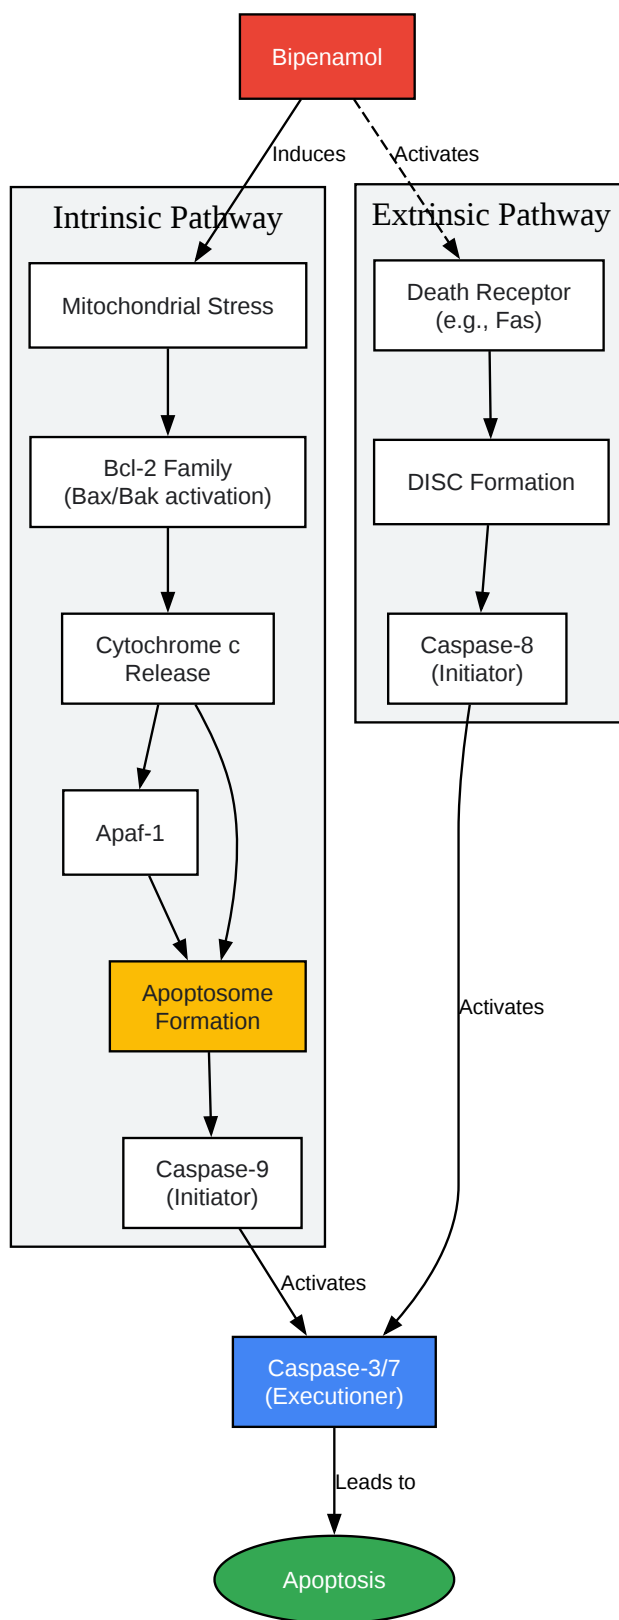 Bipenamol
Induces
Activates
Intrinsic Pathway
Mitochondrial Stress
Bcl-2 Family
(Bax/Bak activation)
Cytochrome c
Release
Apaf-1
Apoptosome
Formation
Caspase-9
(Initiator)
Extrinsic Pathway
Death Receptor
(e.g., Fas)
DISC Formation
Caspase-8
(Initiator)
Activates
Activates
Caspase-3/7
(Executioner)
Leads to
Apoptosis